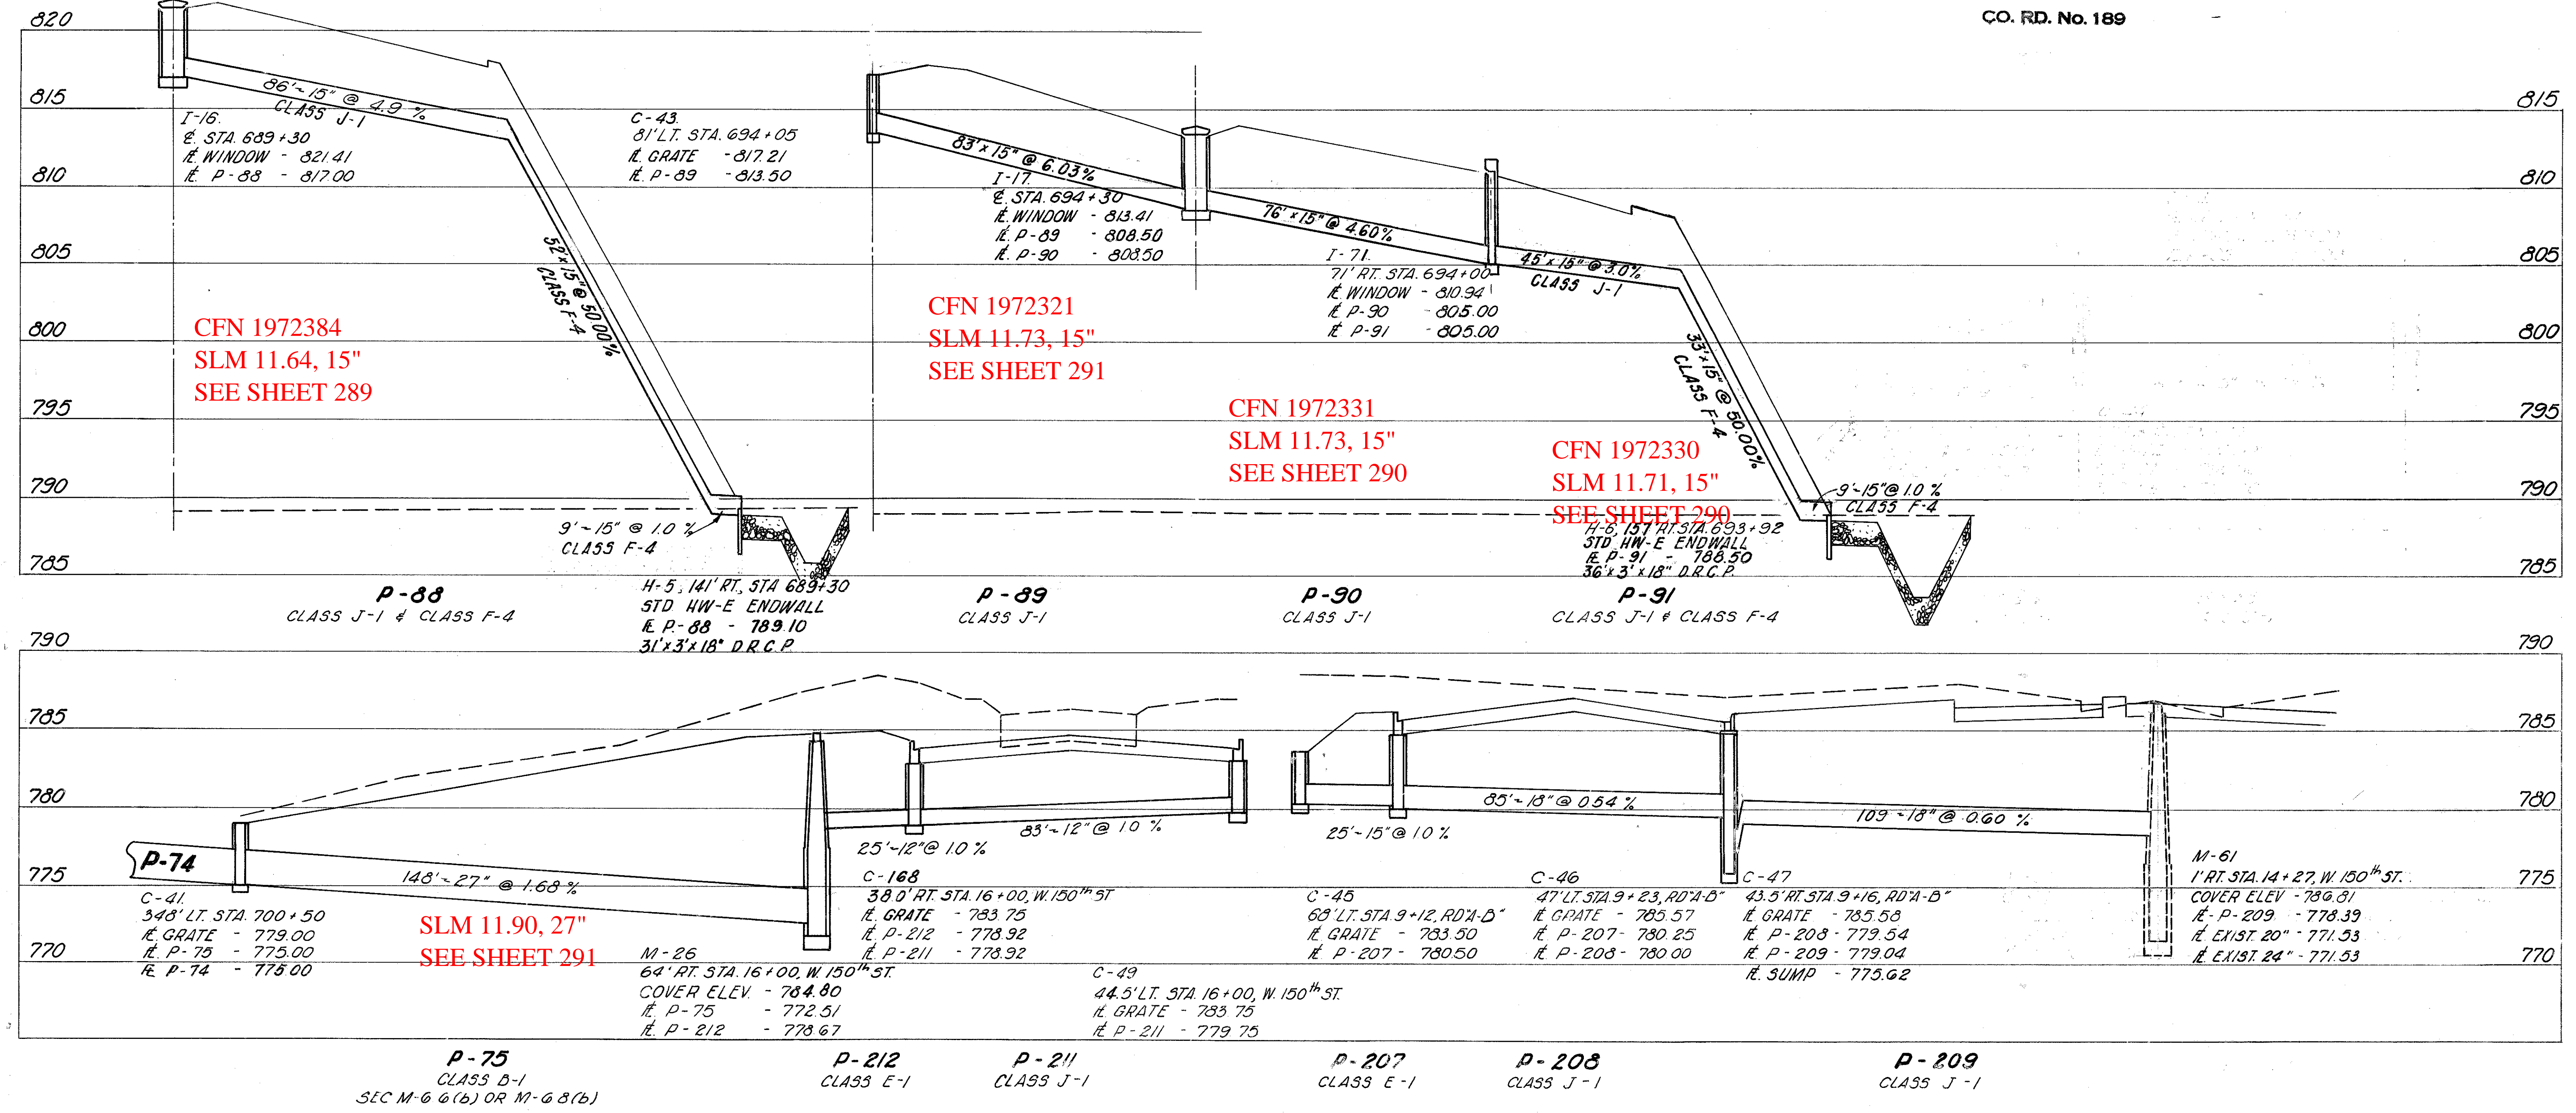 CO. RD. No. 189
820
815
810
805
800
795
790
785
815
810
805
800
795
790
785
86'~15" @ 4.9 %
CLASS J-1
I-16.
℄ STA. 689+30
℄ WINDOW - 821.41
℄ P-88 - 817.00
52'x15" @ 50.00%
CLASS F-4
CFN 1972384
SLM 11.64, 15"
SEE SHEET 289
9'~15" @ 1.0 %
CLASS F-4
H-5, 141' RT. STA 689+30
STD HW-E ENDWALL
℄ P-88 - 789.10
31'x3'x18" D.R.C.P.
P-88
CLASS J-1 & CLASS F-4
C-43.
81' LT. STA. 694+05
℄ GRATE - 817.21
℄ P-89 - 813.50
83'x15" @ 6.03%
I-17.
℄ STA. 694+30
℄ WINDOW - 813.41
℄ P-89 - 808.50
℄ P-90 - 808.50
76'x15" @ 4.60%
I-71.
71' RT. STA. 694+00
℄ WINDOW - 810.94
℄ P-90 - 805.00
℄ P-91 - 805.00
45'x15" @ 3.0%
CLASS J-1
33'x15" @ 50.00%
CLASS F-4
CFN 1972321
SLM 11.73, 15"
SEE SHEET 291
CFN 1972331
SLM 11.73, 15"
SEE SHEET 290
CFN 1972330
SLM 11.71, 15"
SEE SHEET 290
9'~15" @ 1.0 %
CLASS F-4
H-6, 157' RT. STA. 693+92
STD HW-E ENDWALL
℄ P-91 - 788.50
36'x3'x18" D.R.C.P.
P-89
CLASS J-1
P-90
CLASS J-1
P-91
CLASS J-1 & CLASS F-4
790
785
780
775
770
790
785
780
775
770
P-74
148'~27" @ 1.68 %
C-41.
348' LT. STA. 700+50
℄ GRATE - 779.00
℄ P-75 - 775.00
℄ P-74 - 775.00
SLM 11.90, 27"
SEE SHEET 291
M-26
64' RT. STA. 16+00, W. 150th ST.
COVER ELEV. - 784.80
℄ P-75 - 772.51
℄ P-212 - 778.67
25'~12" @ 1.0 %
83'~12" @ 1.0 %
C-168
38.0' RT. STA. 16+00, W. 150th ST
℄ GRATE - 783.75
℄ P-212 - 778.92
℄ P-211 - 778.92
C-49
44.5' LT. STA. 16+00, W. 150th ST.
℄ GRATE - 783.75
℄ P-211 - 779.75
25'~15" @ 1.0 %
85'~18" @ 0.54 %
109'~18" @ 0.60 %
C-45
68' LT. STA. 9+12, RD "A-B"
℄ GRATE - 783.50
℄ P-207 - 780.50
C-46
47' LT. STA. 9+23, RD "A-B"
℄ GRATE - 785.57
℄ P-207 - 780.25
℄ P-208 - 780.00
C-47
43.5' RT. STA. 9+16, RD "A-B"
℄ GRATE - 785.58
℄ P-208 - 779.54
℄ P-209 - 779.04
℄ SUMP - 775.62
M-61
1' RT. STA. 14+27, W. 150th ST.
COVER ELEV - 786.81
℄ P-209 - 778.39
℄ EXIST. 20" - 771.53
℄ EXIST. 24" - 771.53
P-75
CLASS B-1
SEC M-6 6(b) OR M-6 8(b)
P-212
CLASS E-1
P-211
CLASS J-1
P-207
CLASS E-1
P-208
CLASS J-1
P-209
CLASS J-1